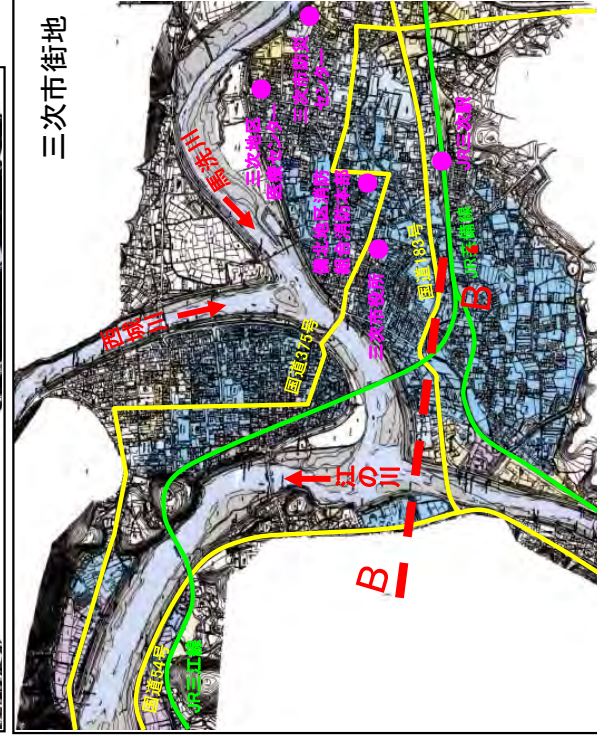 三次市街地
三次市防災
センター
三次地区
医療センター
馬洗川
備北地区消防
組合消防本部
JR三次駅
西城川
三次市役所
国道183号
JR芸備線
B
国道375号
江の川
B
国道54号
JR三江線